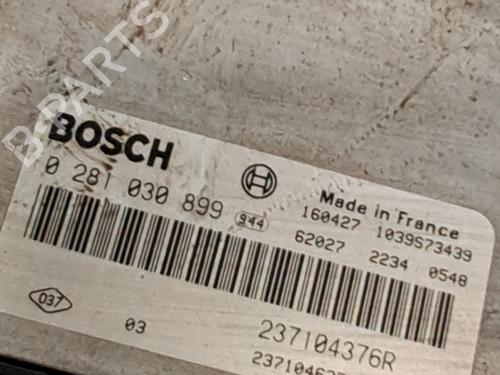 B-PARTS
BOSCH
0 281 030 899 944
Made in France
160427 1039S73439
62027 2234 0548
037
03
237104376R